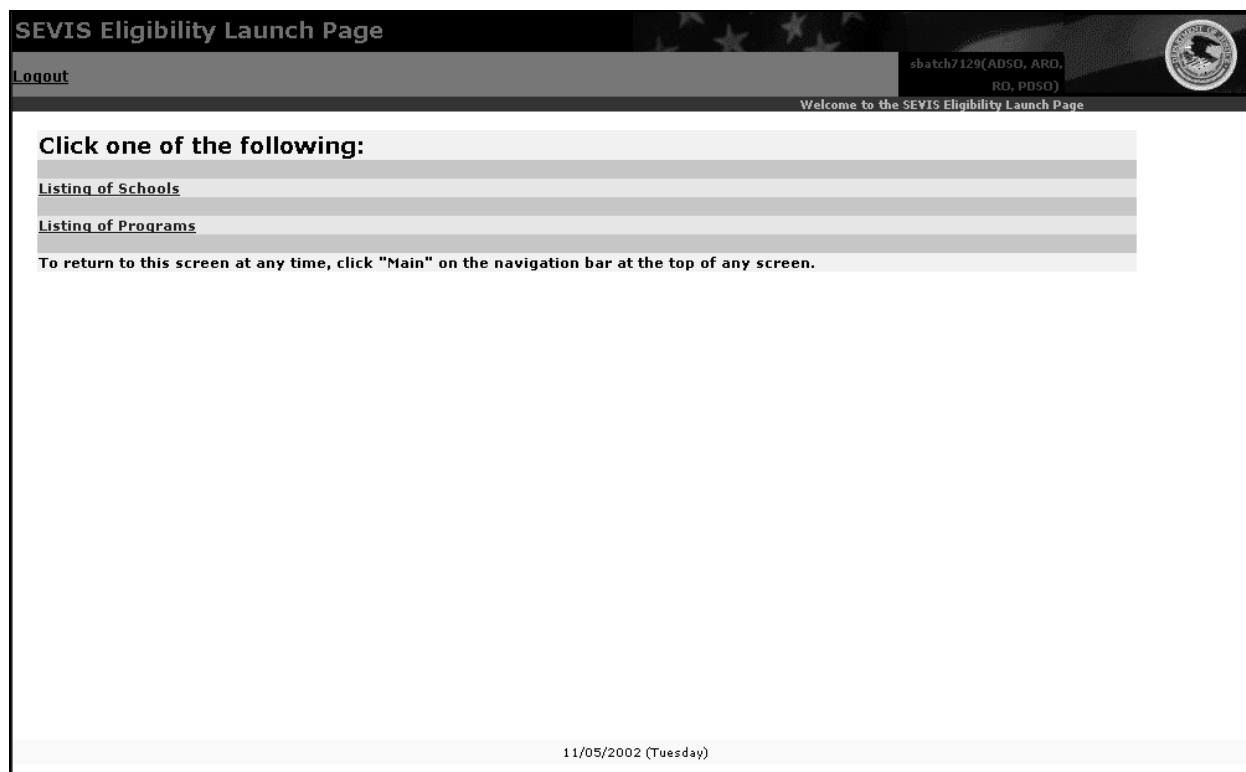 SEVIS Eligibility Launch Page
Logout
sbatch7129(ADSO, ARO,
RO, PDSO)
Welcome to the SEVIS Eligibility Launch Page
Click one of the following:
Listing of Schools
Listing of Programs
To return to this screen at any time, click "Main" on the navigation bar at the top of any screen.
11/05/2002 (Tuesday)